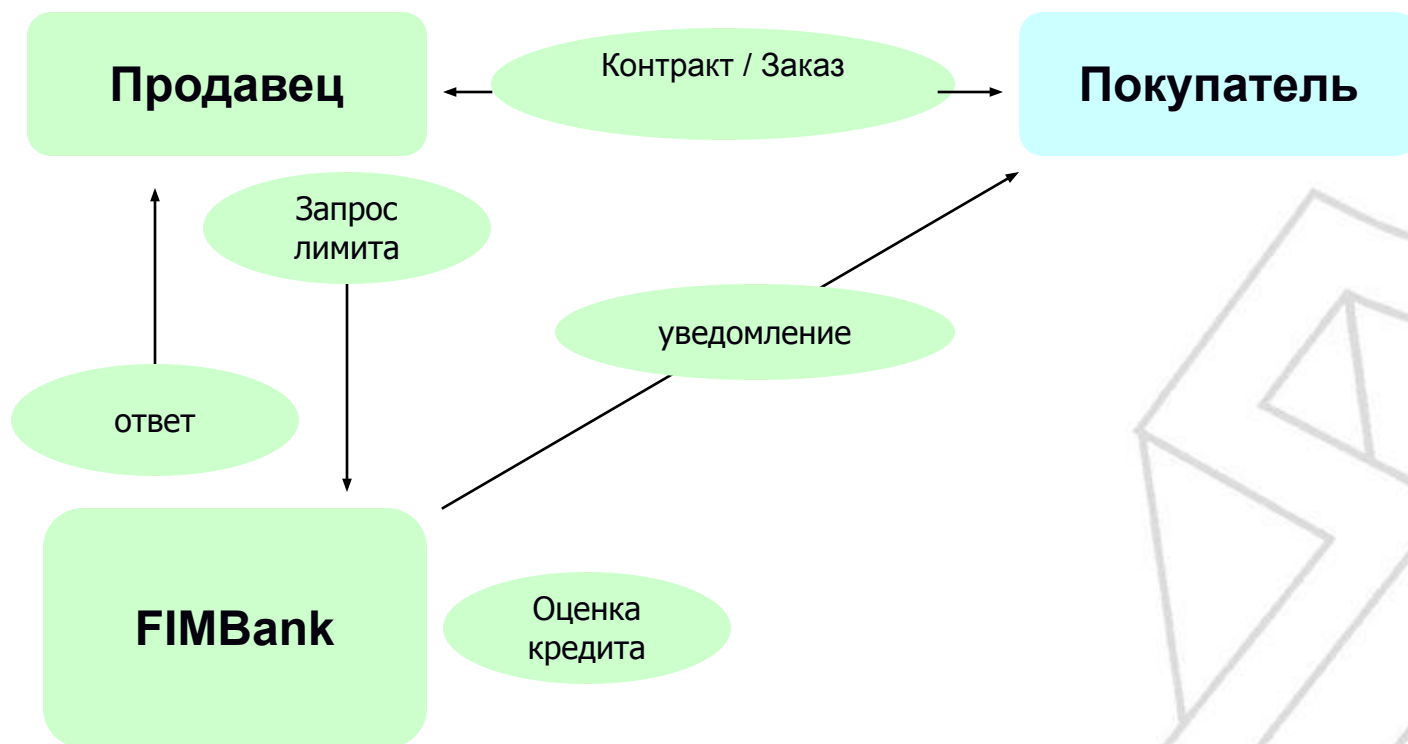 Продавец
Контракт / Заказ
Покупатель
Запрос
лимита
уведомление
ответ
FIMBank
Оценка
кредита